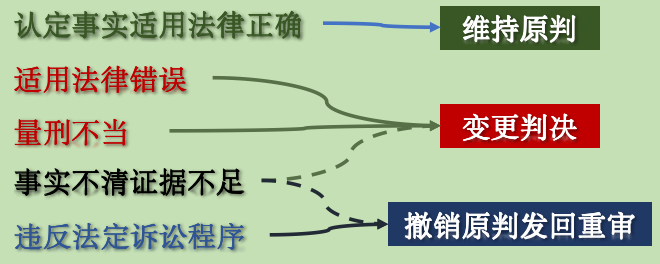 认定事实适用法律正确
维持原判
适用法律错误
量刑不当
变更判决
事实不清证据不足
违反法定诉讼程序
撤销原判发回重审